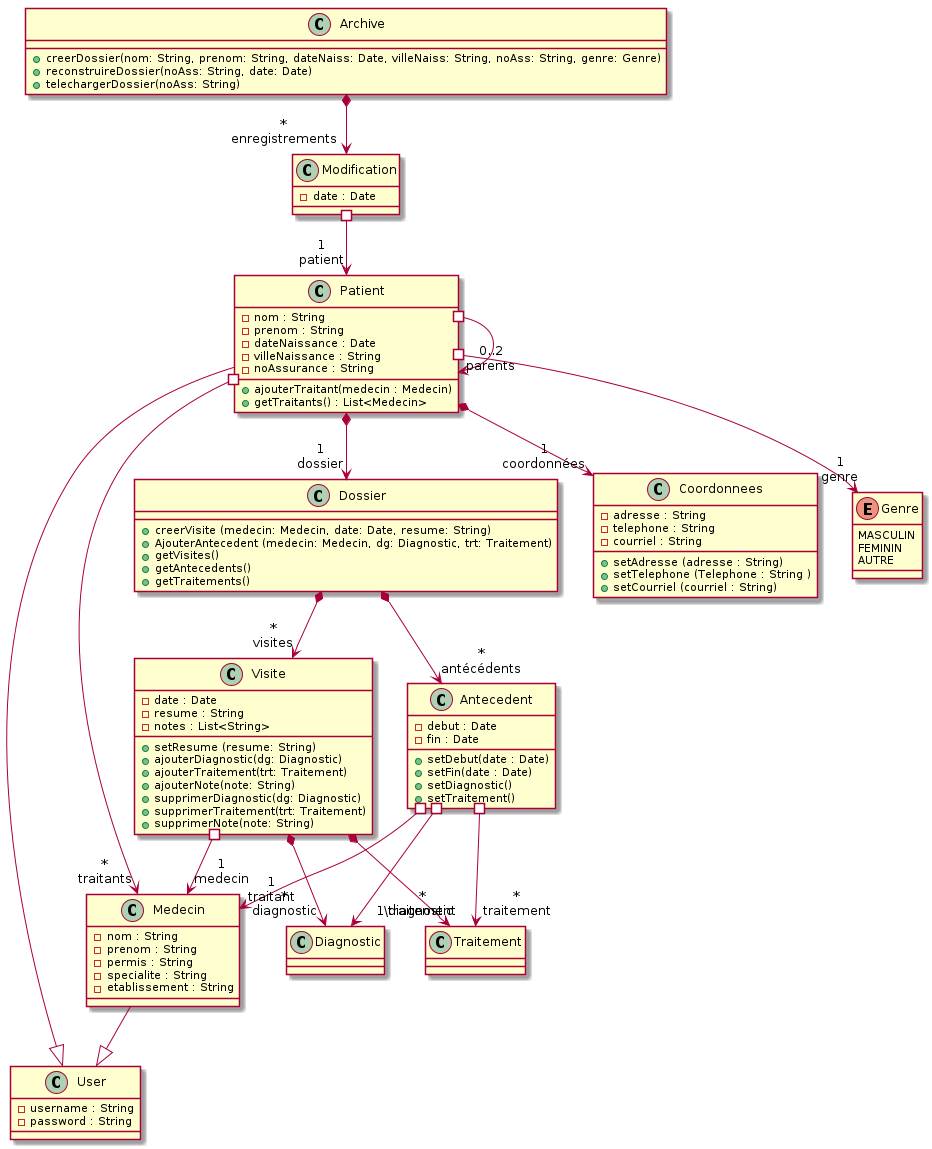 C Archive
creerDossier(nom: String, prenom: String, dateNaiss: Date, villeNaiss: String, noAss: String, genre: Genre)
reconstruireDossier(noAss: String, date: Date)
telechargerDossier(noAss: String)
*
enregistrements
C Modification
date : Date
1
patient
C Patient
nom : String
prenom : String
dateNaissance : Date
villeNaissance : String
noAssurance : String
ajouterTraitant(medecin : Medecin)
getTraitants() : List<Medecin>
0..2
parents
1
dossier
1
coordonnées
1
genre
C Dossier
creerVisite (medecin: Medecin, date: Date, resume: String)
AjouterAntecedent (medecin: Medecin, dg: Diagnostic, trt: Traitement)
getVisites()
getAntecedents()
getTraitements()
C Coordonnees
adresse : String
telephone : String
courriel : String
setAdresse (adresse : String)
setTelephone (Telephone : String )
setCourriel (courriel : String)
E Genre
MASCULIN
FEMININ
AUTRE
*
visites
*
antécédents
C Visite
date : Date
resume : String
notes : List<String>
setResume (resume: String)
ajouterDiagnostic(dg: Diagnostic)
ajouterTraitement(trt: Traitement)
ajouterNote(note: String)
supprimerDiagnostic(dg: Diagnostic)
supprimerTraitement(trt: Traitement)
supprimerNote(note: String)
C Antecedent
debut : Date
fin : Date
setDebut(date : Date)
setFin(date : Date)
setDiagnostic()
setTraitement()
*
traitants
1
medecin
1
traitant
*
diagnostic
*
*
traitement
C Medecin
nom : String
prenom : String
permis : String
specialite : String
etablissement : String
C Diagnostic
C Traitement
C User
username : String
password : String